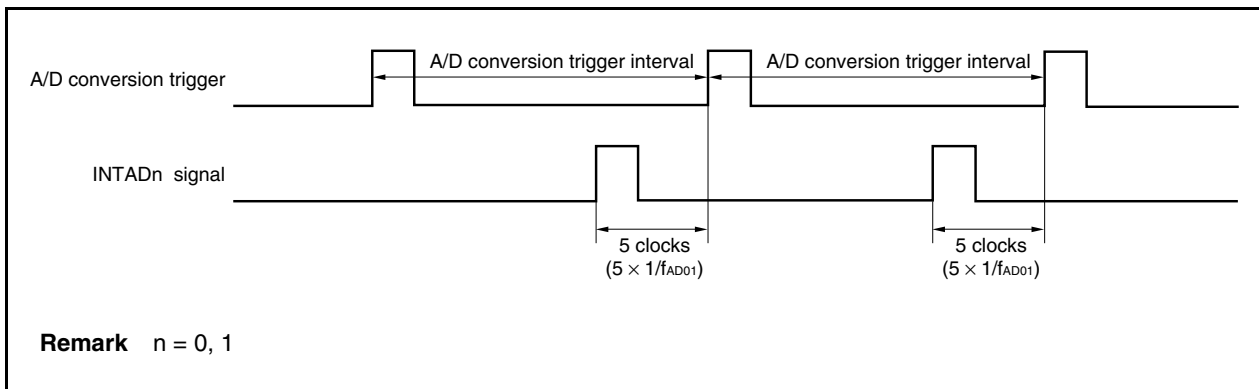 A/D conversion trigger interval A/D conversion trigger interval
A/D conversion trigger
INTADn signal
5 clocks 5 clocks
(5 × 1/fAD01) (5 × 1/fAD01)
Remark n = 0, 1